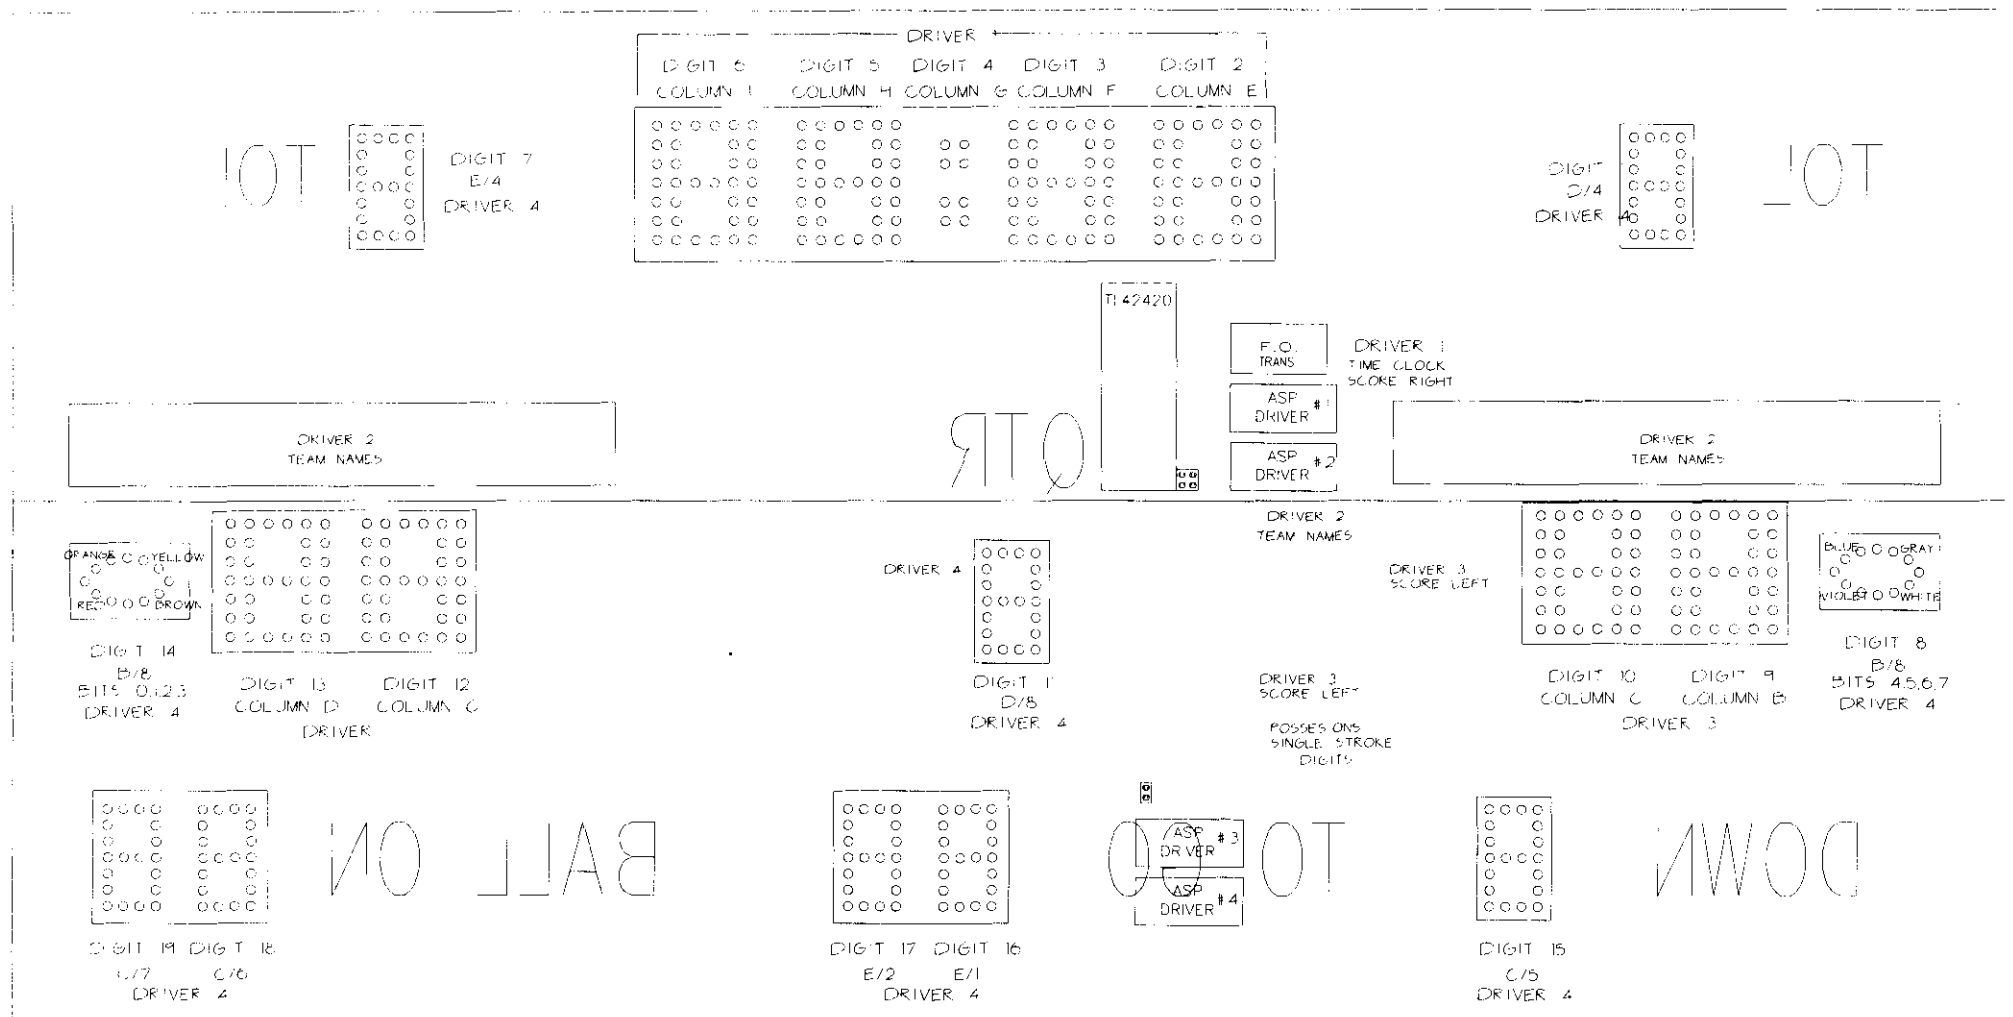 DRIVER
DIGIT 6 DIGIT 5 DIGIT 4 DIGIT 3 DIGIT 2
COLUMN I COLUMN H COLUMN G COLUMN F COLUMN E
TOL
DIGIT 7
E/4
DRIVER 4
DIGIT
D/4
DRIVER 4
TOL
TI 42420
F.O.
TRANS
DRIVER 1
TIME CLOCK
SCORE RIGHT
ASP
DRIVER #1
ASP
DRIVER #2
DRIVER 2
TEAM NAMES
QTR
DRIVER 2
TEAM NAMES
DRIVER 2
TEAM NAMES
ORANGE YELLOW
RED BROWN
DIGIT 14
B/8
BITS 0,1,2,3
DRIVER 4
DIGIT 13 DIGIT 12
COLUMN D COLUMN C
DRIVER
DRIVER 4
DIGIT 11
D/8
DRIVER 4
DRIVER 3
SCORE LEFT
DRIVER 3
SCORE LEFT
POSSES ONS
SINGLE STROKE
DIGITS
DIGIT 10 DIGIT 9
COLUMN C COLUMN B
DRIVER 3
BLUE GRAY
VIOLET WHITE
DIGIT 8
B/8
BITS 4,5,6,7
DRIVER 4
BALL ON
TO GO
DOWN
ASP
DRIVER #3
ASP
DRIVER #4
DIGIT 19 DIGIT 18
C/7 C/6
DRIVER 4
DIGIT 17 DIGIT 16
E/2 E/1
DRIVER 4
DIGIT 15
C/5
DRIVER 4